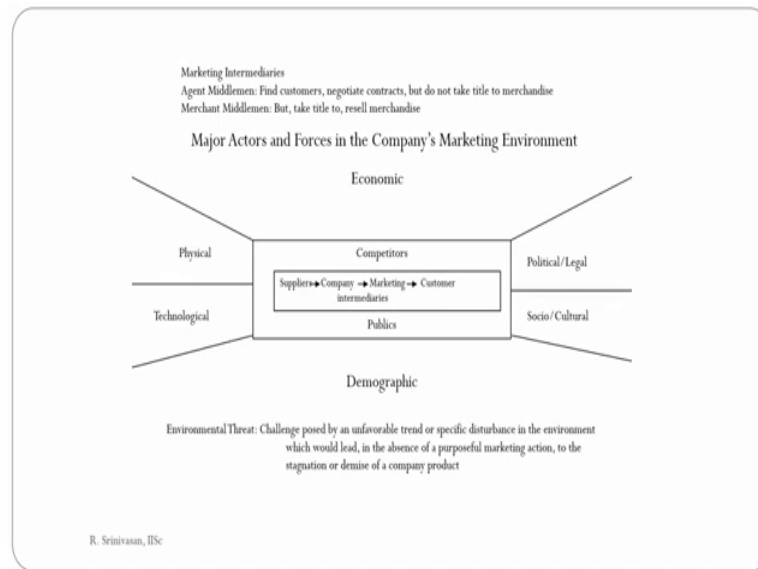 Marketing Intermediaries
Agent Middlemen: Find customers, negotiate contracts, but do not take title to merchandise
Merchant Middlemen: But, take title to, resell merchandise
Major Actors and Forces in the Company's Marketing Environment
Economic
Physical
Competitors
Political/Legal
Suppliers→Company →Marketing→ Customer
intermediaries
Technological
Publics
Socio/Cultural
Demographic
Environmental Threat: Challenge posed by an unfavorable trend or specific disturbance in the environment
which would lead, in the absence of a purposeful marketing action, to the
stagnation or demise of a company product
R. Srinivasan, IISc